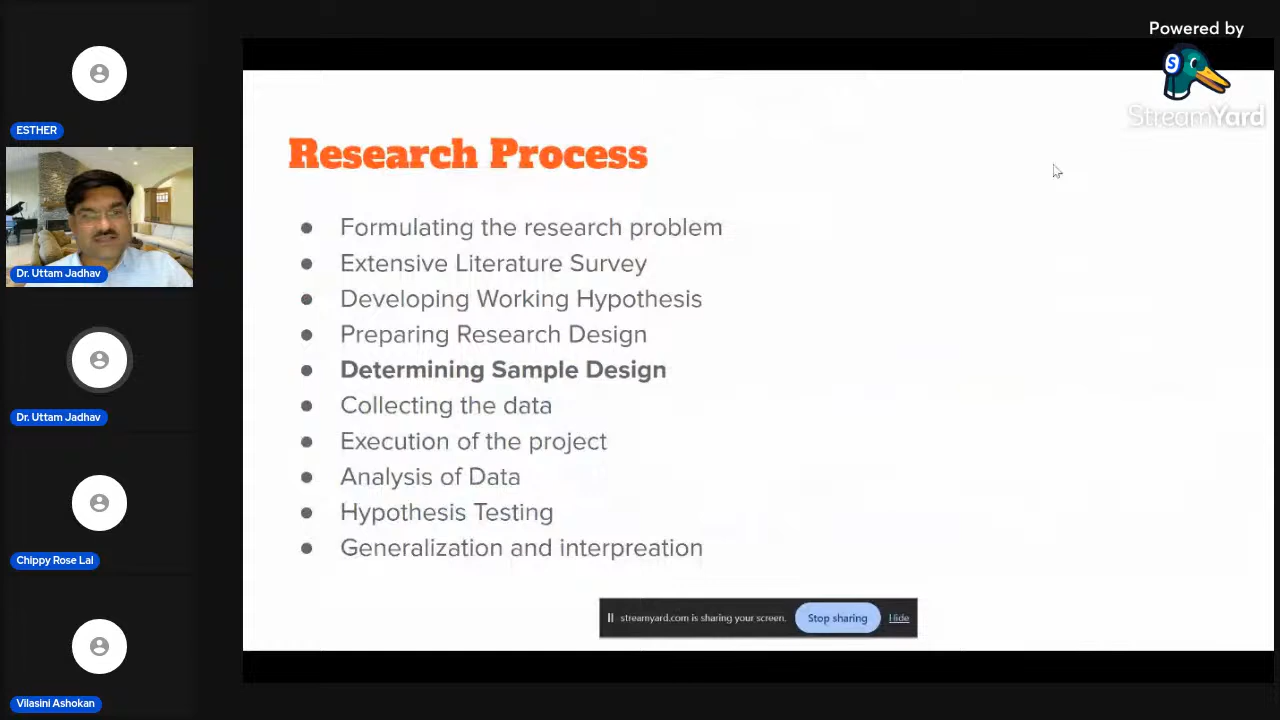 Powered by
StreamYard
ESTHER
Dr. Uttam Jadhav
Dr. Uttam Jadhav
Chippy Rose Lal
Vilasini Ashokan
Research Process
● Formulating the research problem
● Extensive Literature Survey
● Developing Working Hypothesis
● Preparing Research Design
● Determining Sample Design
● Collecting the data
● Execution of the project
● Analysis of Data
● Hypothesis Testing
● Generalization and interpreation
streamyard.com is sharing your screen. Stop sharing Hide